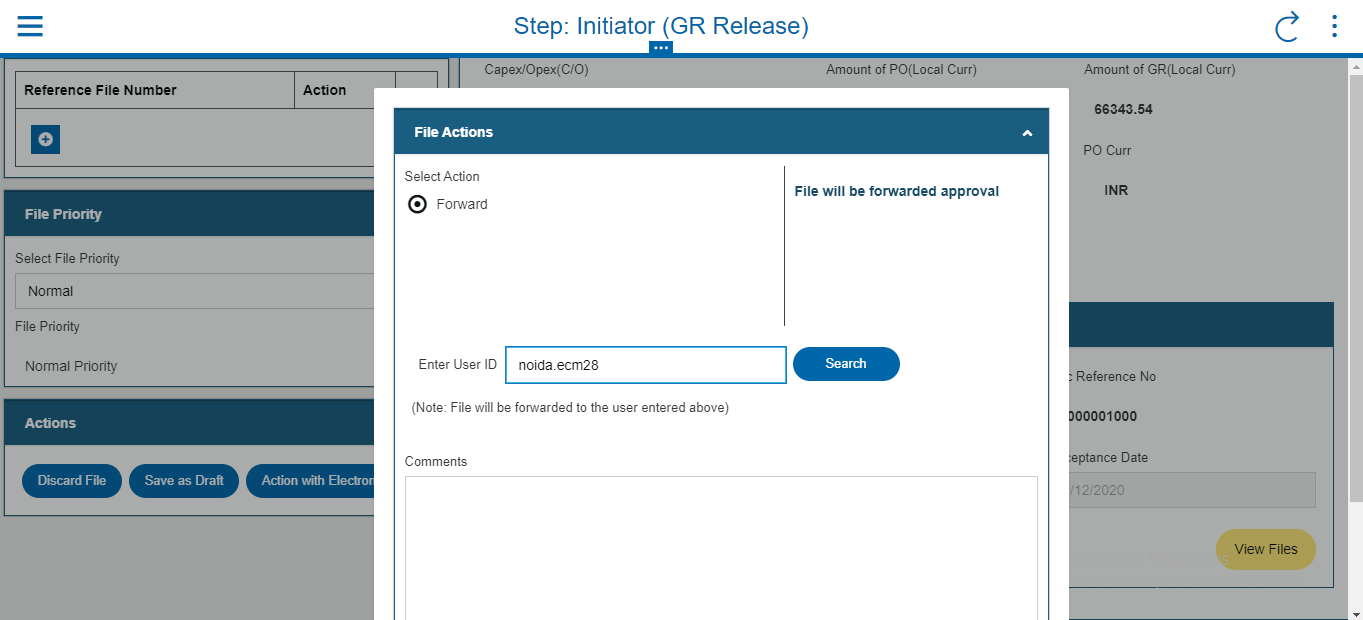 Step: Initiator (GR Release)
Capex/Opex(C/O)
Amount of PO(Local Curr)
Amount of GR(Local Curr)
66343.54
PO Curr
INR
Reference File Number
Action
File Priority
Select File Priority
Normal
File Priority
Normal Priority
Actions
Discard File
Save as Draft
Action with Electron
File Actions
Select Action
Forward
File will be forwarded approval
Enter User ID
noida.ecm28
Search
(Note: File will be forwarded to the user entered above)
Comments
Reference No
000001000
ceptance Date
/12/2020
View Files